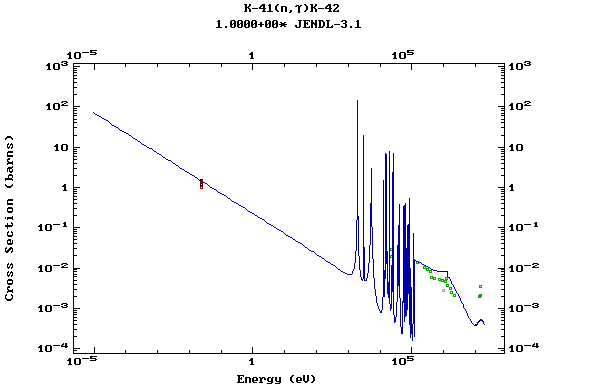 K-41(n,γ)K-42
1.0000+00* JENDL-3.1
10⁻⁵ 1 10⁵
10³ 10³
10² 10²
10 10
1 1
10⁻¹ 10⁻¹
10⁻² 10⁻²
10⁻³ 10⁻³
10⁻⁴ 10⁻⁴
10⁻⁵ 1 10⁵
Cross Section (barns)
Energy (eV)